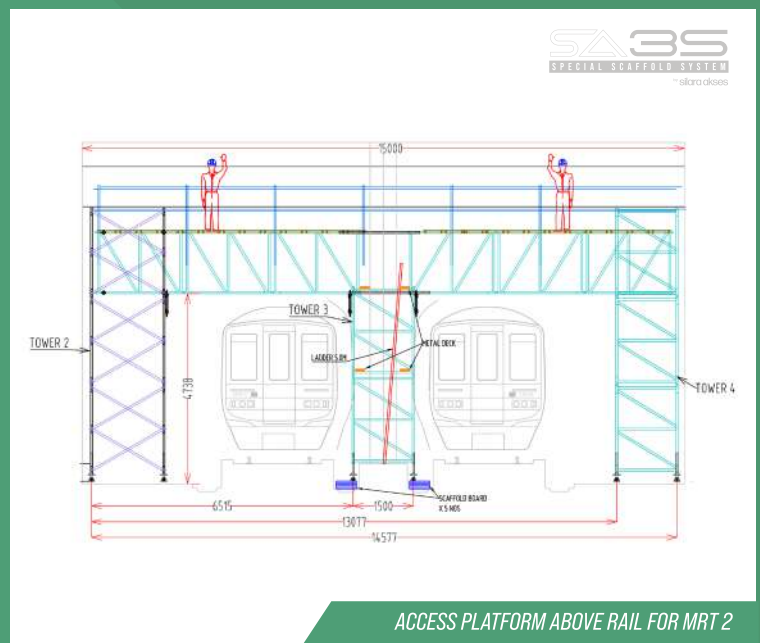 SA3S
SPECIAL SCAFFOLD SYSTEM
silara akses
15000
TOWER 3
TOWER 2
METAL DECK
LADDER 5.0M
4738
TOWER 4
SCAFFOLD BOARD
X 5 NOS
6515
1500
13077
14577
ACCESS PLATFORM ABOVE RAIL FOR MRT 2